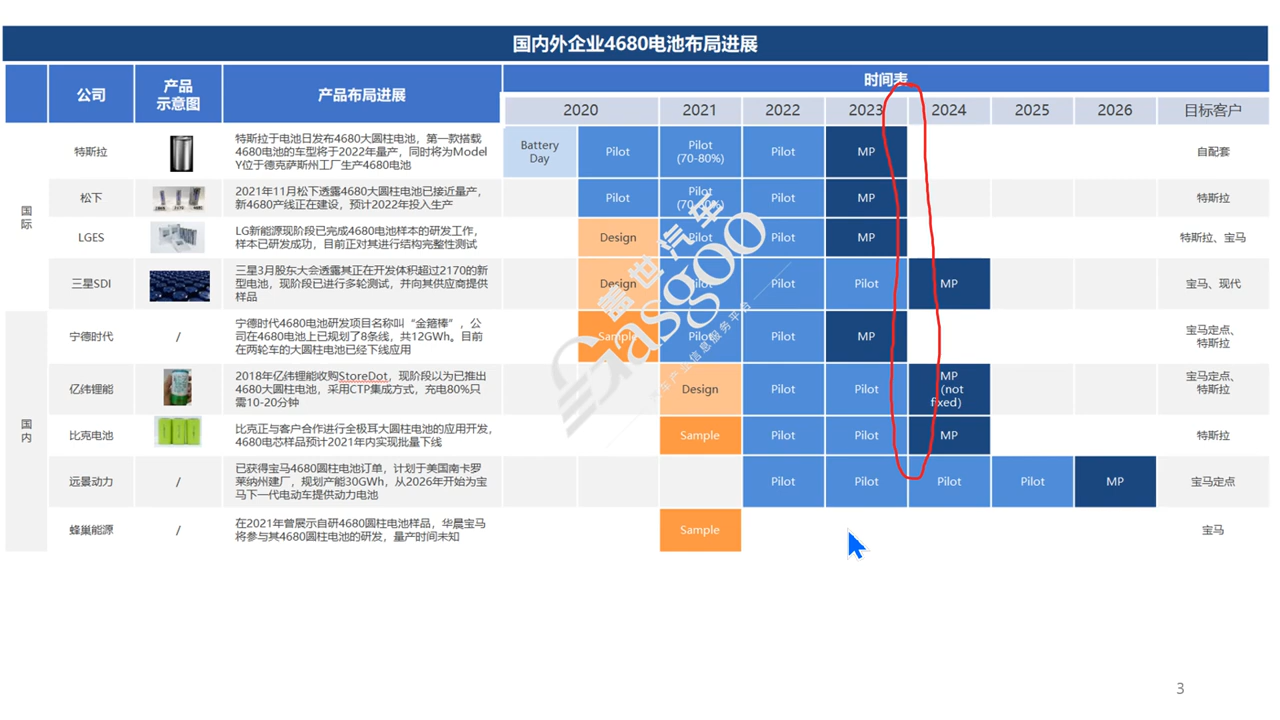 国内外企业4680电池布局进展
公司
产品
示意图
产品布局进展
时间表
2020
2021
2022
2023
2024
2025
2026
目标客户
国际
特斯拉
特斯拉于电池日发布4680大圆柱电池，第一款搭载
4680电池的车型将于2022年量产，同时将为Model
Y位于德克萨斯州工厂生产4680电池
Battery
Day
Pilot
Pilot
(70-80%)
Pilot
MP
自配套
松下
2021年11月松下透露4680大圆柱电池已接近量产，
新4680产线正在建设，预计2022年投入生产
Pilot
Pilot
Pilot
MP
特斯拉
LGES
LG新能源现阶段已完成4680电池样本的研发工作，
样本已研发成功，目前正对其进行结构完整性测试
Design
Pilot
Pilot
MP
特斯拉、宝马
三星SDI
三星3月股东大会透露其正在开发体积超过2170的新
型电池，现阶段已进行多轮测试，并向其供应商提供
样品
Design
Pilot
Pilot
Pilot
MP
宝马、现代
国内
宁德时代
/
宁德时代4680电池研发项目名称叫“金箍棒”，公
司在4680电池上已规划了8条线，共12GWh。目前
在两轮车的大圆柱电池已经下线应用
Sample
Pilot
Pilot
MP
宝马定点、
特斯拉
亿纬锂能
2018年亿纬锂能收购StoreDot，现阶段以为已推出
4680大圆柱电池，采用CTP集成方式，充电80%只
需10-20分钟
Design
Pilot
Pilot
MP
(not
fixed)
宝马定点、
特斯拉
比克电池
比克正与客户合作进行全极耳大圆柱电池的应用开发，
4680电芯样品预计2021年内实现批量下线
Sample
Pilot
Pilot
MP
特斯拉
远景动力
/
已获得宝马4680圆柱电池订单，计划于美国南卡罗
莱纳州建厂，规划产能30GWh，从2026年开始为宝
马下一代电动车提供动力电池
Pilot
Pilot
Pilot
Pilot
MP
宝马定点
蜂巢能源
/
在2021年曾展示自研4680圆柱电池样品，华晨宝马
将参与其4680圆柱电池的研发，量产时间未知
Sample
宝马
盖世汽车
Gasgoo
汽车产业信息服务平台
3